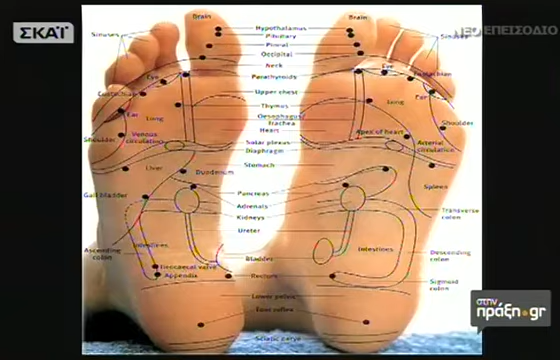 ΣΚΑΪ
ΝΕΟ ΕΠΕΙΣΟΔΙΟ
Brain
Brain
Sinuses
Hypothalamus
Sinuses
Pituitary
Pineal
Occipital
Neck
Eye
Eye
Parathyroids
Eustachian
Eustachian
Upper chest
Ear
Lung
Thymus
Lung
Ear
Oesophagus
Trachea
Heart
Shoulder
Venous
circulation
Apex of heart
Shoulder
Arterial
circulation
Solar plexus
Diaphragm
Liver
Duodenum
Stomach
Spleen
Gall bladder
Pancreas
Adrenals
Kidneys
Transverse
colon
Ureter
Ascending
colon
Intestines
Intestines
Descending
colon
Bladder
Ileocaecal valve
Appendix
Rectum
Sigmoid
colon
Lower pelvis
Sciatic nerve
στην
πράξη.gr